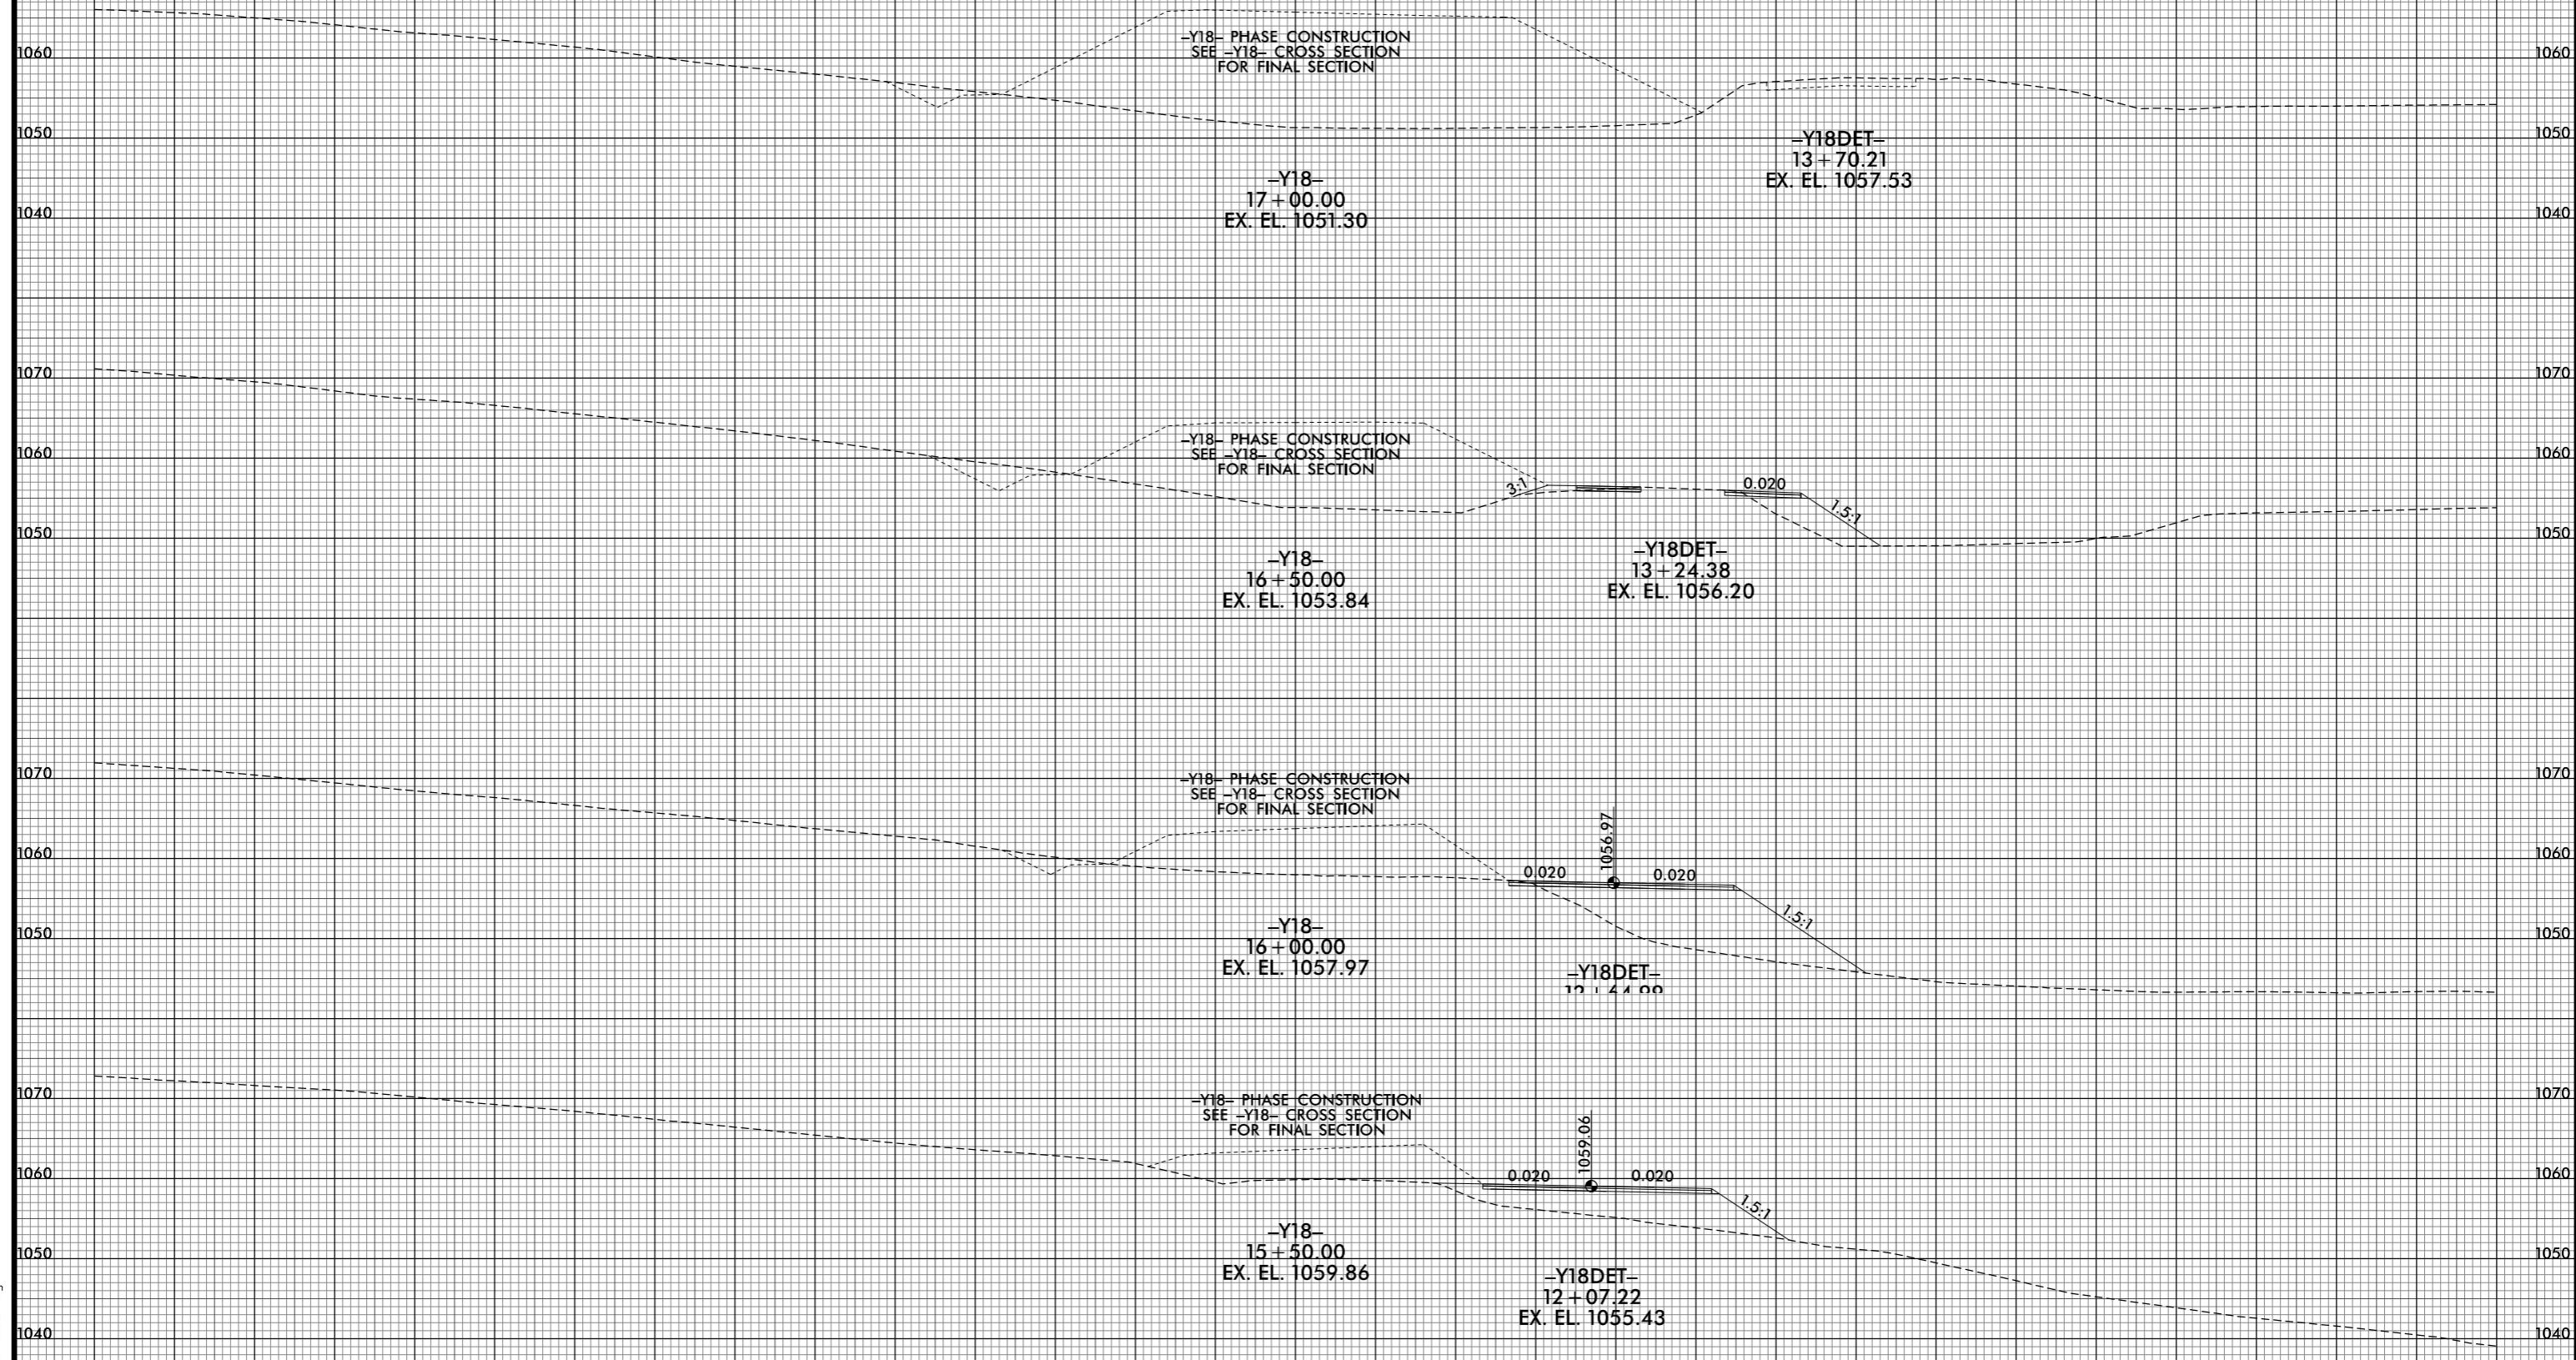 1060
1060
–Y18– PHASE CONSTRUCTION
SEE –Y18– CROSS SECTION
FOR FINAL SECTION
1050
1050
–Y18DET–
13+70.21
EX. EL. 1057.53
–Y18–
17+00.00
EX. EL. 1051.30
1040
1040
1070
1070
–Y18– PHASE CONSTRUCTION
SEE –Y18– CROSS SECTION
FOR FINAL SECTION
1060
1060
3:1
0.020
1.5:1
1050
1050
–Y18–
16+50.00
EX. EL. 1053.84
–Y18DET–
13+24.38
EX. EL. 1056.20
1070
1070
–Y18– PHASE CONSTRUCTION
SEE –Y18– CROSS SECTION
FOR FINAL SECTION
1056.97
1060
1060
0.020
0.020
1.5:1
1050
1050
–Y18–
16+00.00
EX. EL. 1057.97
–Y18DET–
12+64.99
1070
1070
–Y18– PHASE CONSTRUCTION
SEE –Y18– CROSS SECTION
FOR FINAL SECTION
1059.06
1060
1060
0.020
0.020
1.5:1
1050
1050
–Y18–
15+50.00
EX. EL. 1059.86
–Y18DET–
12+07.22
EX. EL. 1055.43
1040
1040